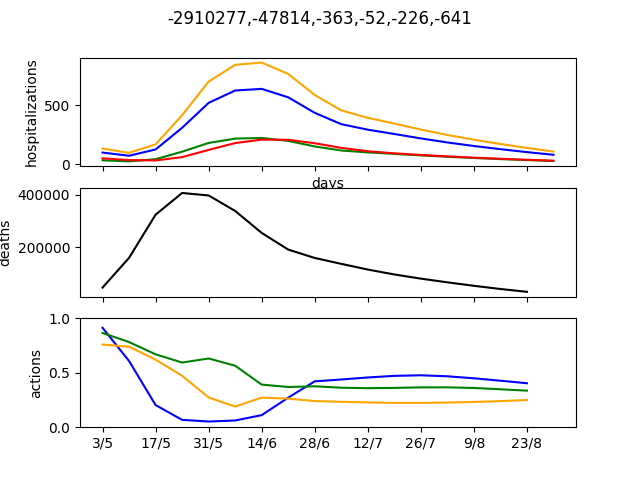 -2910277,-47814,-363,-52,-226,-641
hospitalizations
500
0
days
deaths
400000
200000
actions
1.0
0.5
0.0
3/5 17/5 31/5 14/6 28/6 12/7 26/7 9/8 23/8